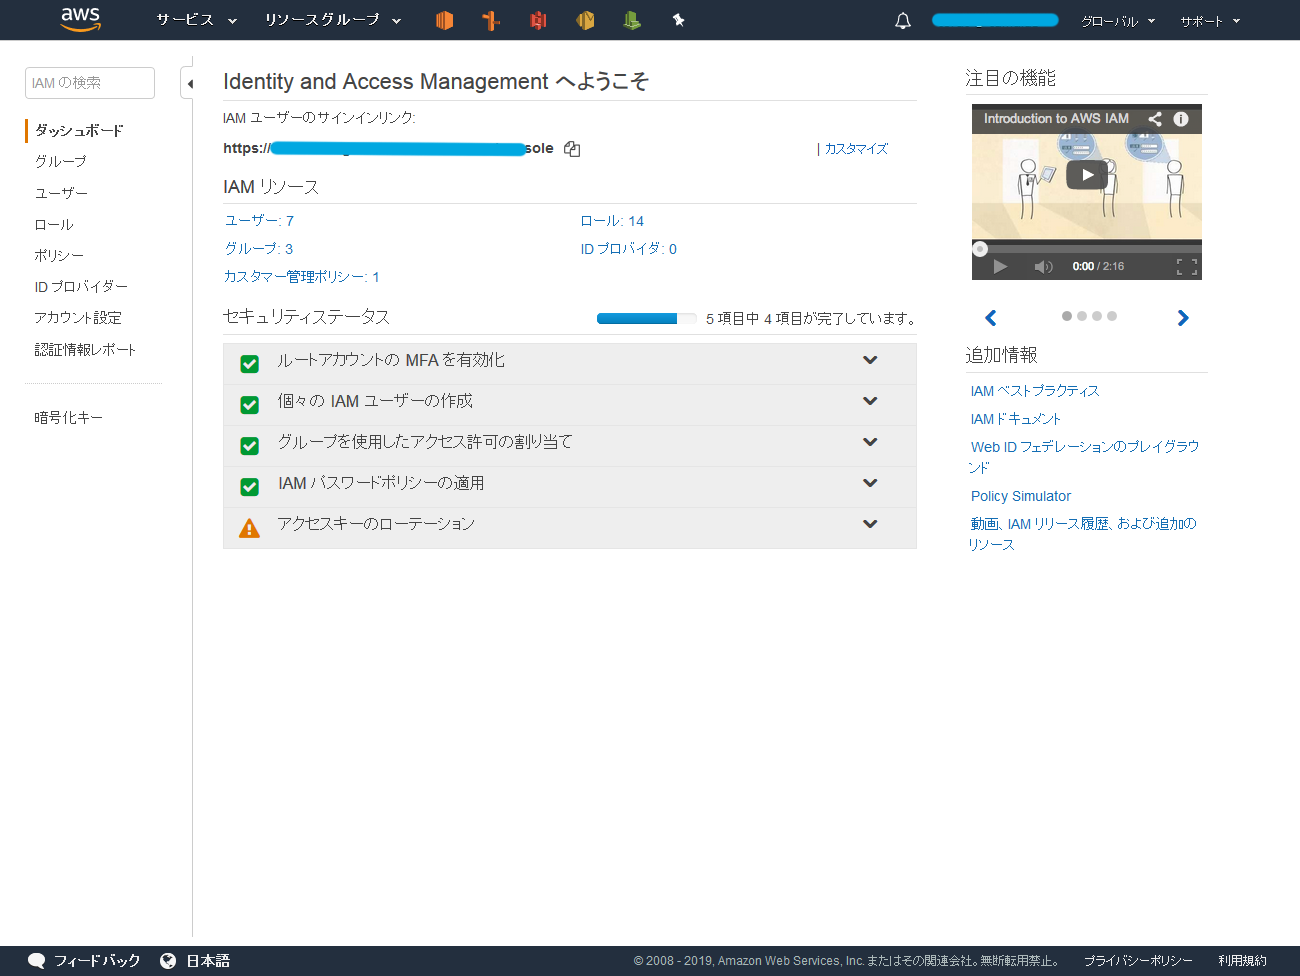 aws サービス リソースグループ グローバル サポート
IAM の検索
ダッシュボード
グループ
ユーザー
ロール
ポリシー
ID プロバイダー
アカウント設定
認証情報レポート
暗号化キー
Identity and Access Management へようこそ
IAM ユーザーのサインインリンク:
https:// sole | カスタマイズ
IAM リソース
ユーザー: 7 ロール: 14
グループ: 3 ID プロバイダ: 0
カスタマー管理ポリシー: 1
セキュリティステータス 5 項目中 4 項目が完了しています。
ルートアカウントの MFA を有効化
個々の IAM ユーザーの作成
グループを使用したアクセス許可の割り当て
IAM パスワードポリシーの適用
アクセスキーのローテーション
注目の機能
Introduction to AWS IAM
0:00 / 2:16
追加情報
IAM ベストプラクティス
IAM ドキュメント
Web ID フェデレーションのプレイグラウ
ンド
Policy Simulator
動画、IAM リリース履歴、および追加の
リソース
フィードバック 日本語 © 2008 - 2019, Amazon Web Services, Inc. またはその関連会社。無断転用禁止。 プライバシーポリシー 利用規約